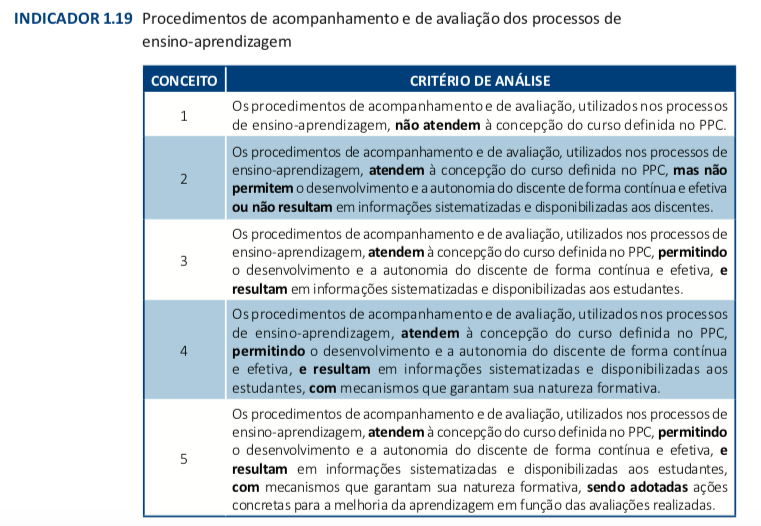 INDICADOR 1.19 Procedimentos de acompanhamento e de avaliação dos processos de
ensino-aprendizagem
CONCEITO CRITÉRIO DE ANÁLISE
1
Os procedimentos de acompanhamento e de avaliação, utilizados nos processos
de ensino-aprendizagem, não atendem à concepção do curso definida no PPC.
2
Os procedimentos de acompanhamento e de avaliação, utilizados nos processos de
ensino-aprendizagem, atendem à concepção do curso definida no PPC, mas não
permitem o desenvolvimento e a autonomia do discente de forma contínua e efetiva
ou não resultam em informações sistematizadas e disponibilizadas aos discentes.
3
Os procedimentos de acompanhamento e de avaliação, utilizados nos processos de
ensino-aprendizagem, atendem à concepção do curso definida no PPC, permitindo
o desenvolvimento e a autonomia do discente de forma contínua e efetiva, e
resultam em informações sistematizadas e disponibilizadas aos estudantes.
4
Os procedimentos de acompanhamento e de avaliação, utilizados nos processos
de ensino-aprendizagem, atendem à concepção do curso definida no PPC,
permitindo o desenvolvimento e a autonomia do discente de forma contínua
e efetiva, e resultam em informações sistematizadas e disponibilizadas aos
estudantes, com mecanismos que garantam sua natureza formativa.
5
Os procedimentos de acompanhamento e de avaliação, utilizados nos processos de
ensino-aprendizagem, atendem à concepção do curso definida no PPC, permitindo
o desenvolvimento e a autonomia do discente de forma contínua e efetiva, e
resultam em informações sistematizadas e disponibilizadas aos estudantes,
com mecanismos que garantam sua natureza formativa, sendo adotadas ações
concretas para a melhoria da aprendizagem em função das avaliações realizadas.